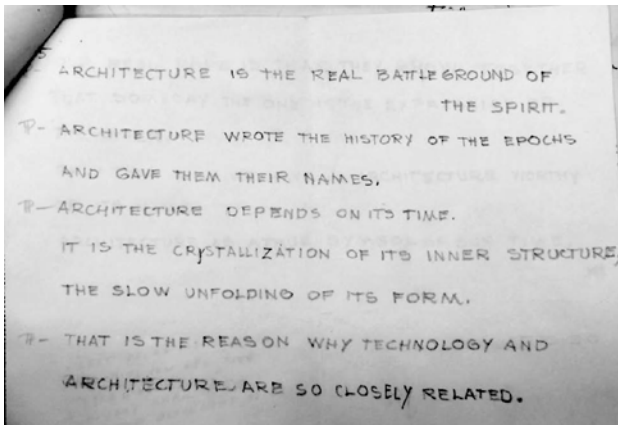 ARCHITECTURE IS THE REAL BATTLEGROUND OF
THE SPIRIT.
P- ARCHITECTURE WROTE THE HISTORY OF THE EPOCHS
AND GAVE THEM THEIR NAMES.
P- ARCHITECTURE DEPENDS ON ITS TIME.
IT IS THE CRYSTALLIZATION OF ITS INNER STRUCTURE,
THE SLOW UNFOLDING OF ITS FORM.
P- THAT IS THE REASON WHY TECHNOLOGY AND
ARCHITECTURE ARE SO CLOSELY RELATED.